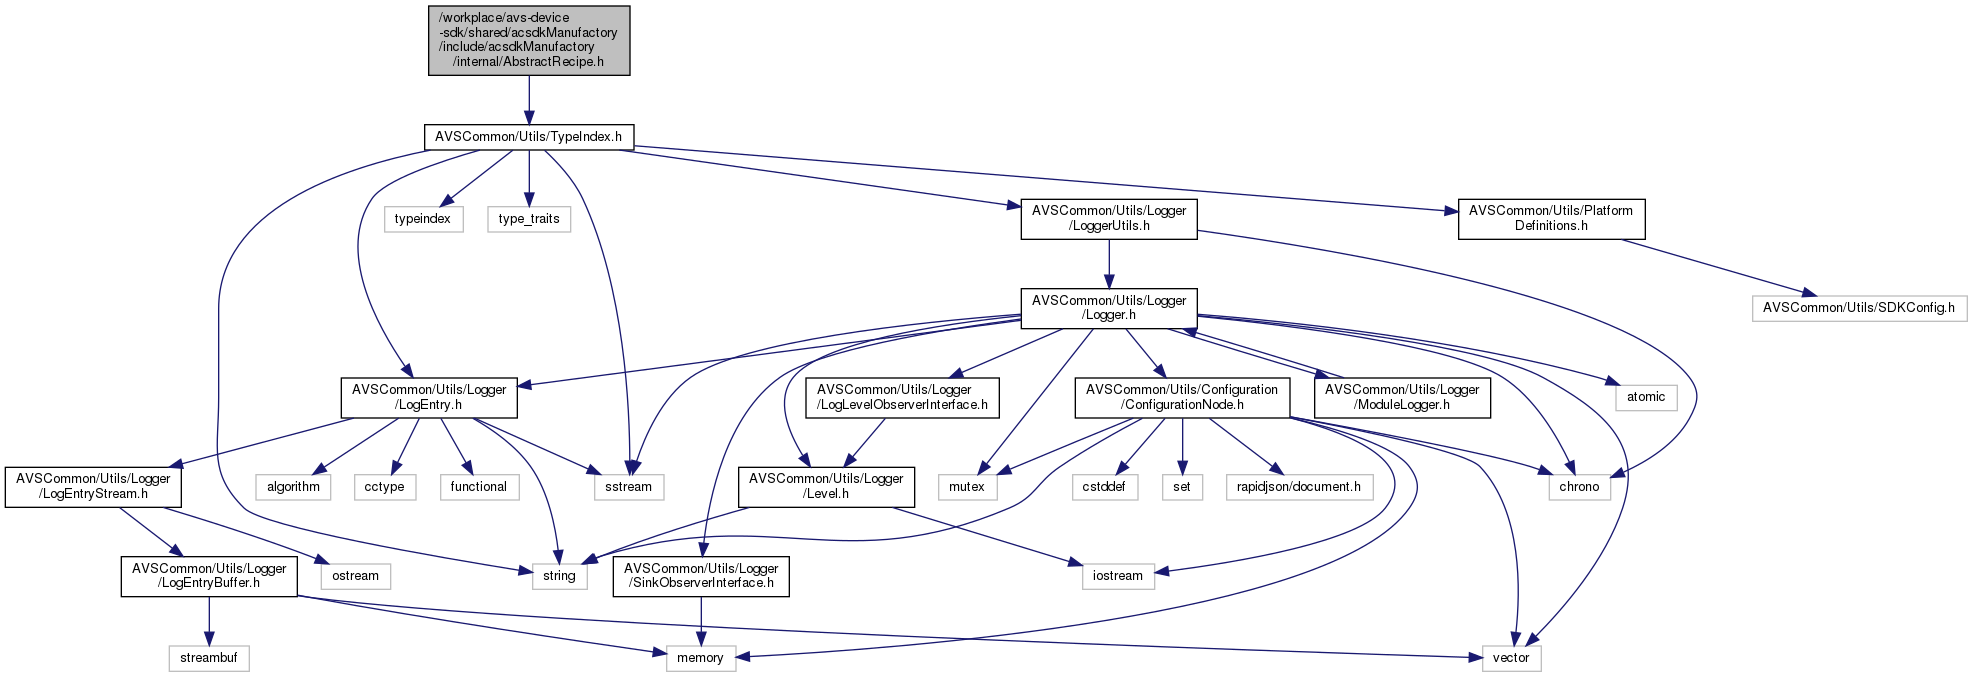 /workplace/avs-device
-sdk/shared/acsdkManufactory
/include/acsdkManufactory
/internal/AbstractRecipe.h
AVSCommon/Utils/TypeIndex.h
typeindex
type_traits
AVSCommon/Utils/Logger
/LoggerUtils.h
AVSCommon/Utils/Platform
Definitions.h
AVSCommon/Utils/Logger
/Logger.h
AVSCommon/Utils/SDKConfig.h
AVSCommon/Utils/Logger
/LogEntry.h
AVSCommon/Utils/Logger
/LogLevelObserverInterface.h
AVSCommon/Utils/Configuration
/ConfigurationNode.h
AVSCommon/Utils/Logger
/ModuleLogger.h
atomic
AVSCommon/Utils/Logger
/LogEntryStream.h
algorithm
cctype
functional
sstream
AVSCommon/Utils/Logger
/Level.h
mutex
cstddef
set
rapidjson/document.h
chrono
AVSCommon/Utils/Logger
/LogEntryBuffer.h
ostream
string
AVSCommon/Utils/Logger
/SinkObserverInterface.h
iostream
streambuf
memory
vector